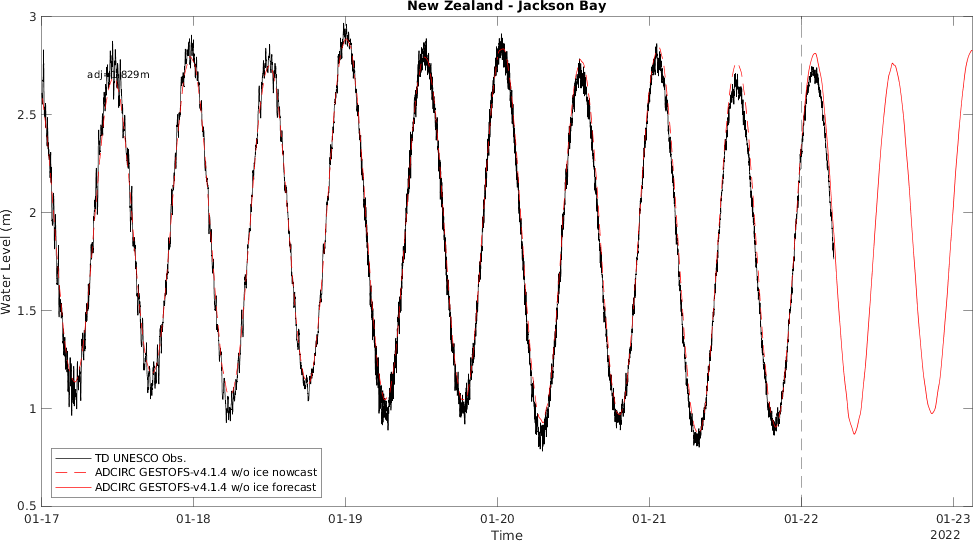 New Zealand - Jackson Bay
3
2.5
2
1.5
1
0.5
Water Level (m)
TD UNESCO Obs.
ADCIRC GESTOFS-v4.1.4 w/o ice nowcast
ADCIRC GESTOFS-v4.1.4 w/o ice forecast
01-17 01-18 01-19 01-20 01-21 01-22 01-23
Time
2022